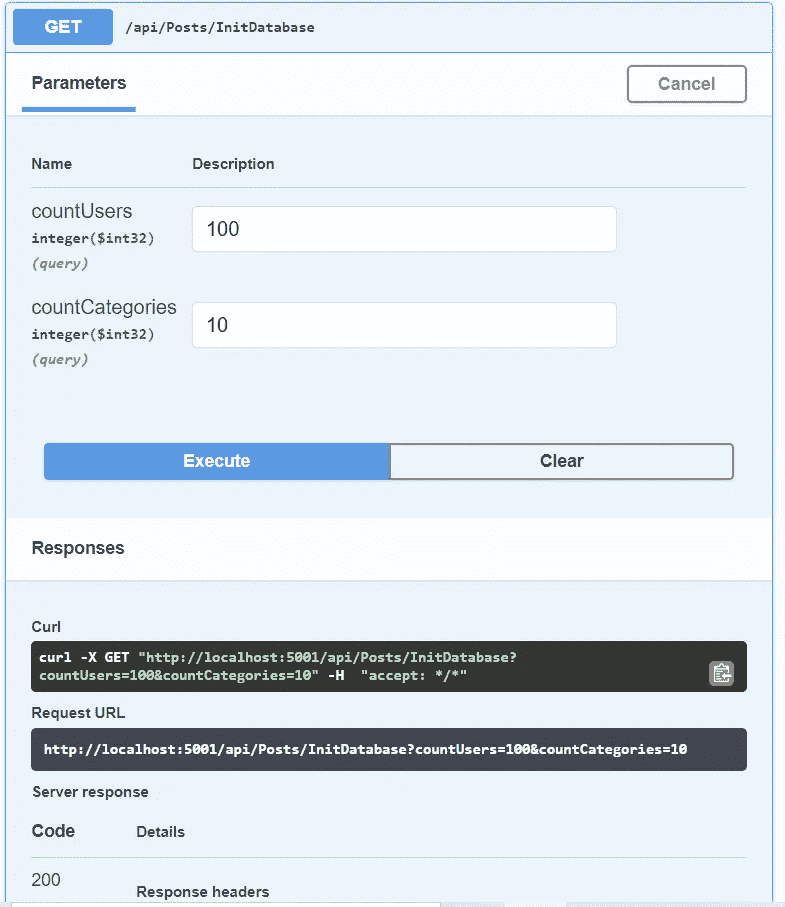 GET /api/Posts/InitDatabase
Parameters
Cancel
Name Description
countUsers
integer($int32)
(query)
100
countCategories
integer($int32)
(query)
10
Execute Clear
Responses
Curl
curl -X GET "http://localhost:5001/api/Posts/InitDatabase?
countUsers=100&countCategories=10" -H  "accept: */*"
Request URL
http://localhost:5001/api/Posts/InitDatabase?countUsers=100&countCategories=10
Server response
Code Details
200
Response headers